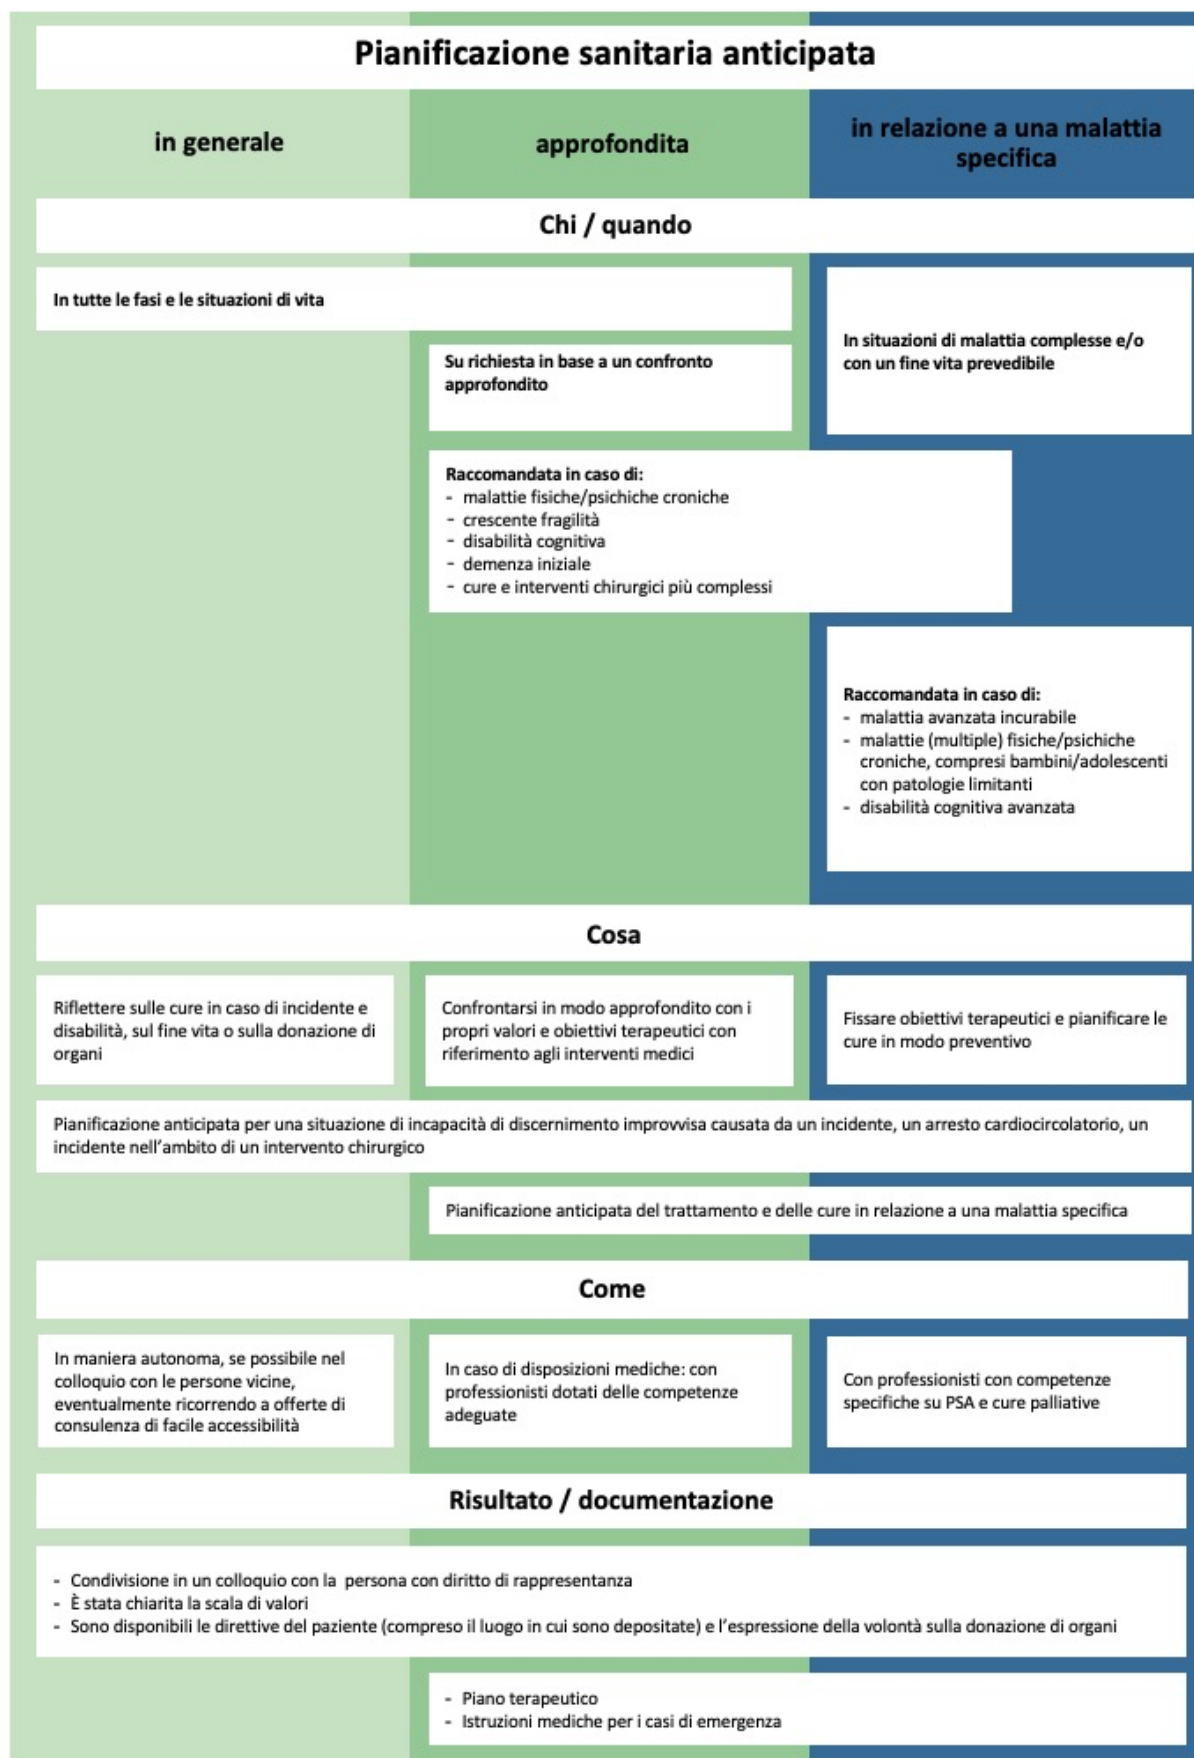 Pianificazione sanitaria anticipata
in generale
approfondita
in relazione a una malattia
specifica
Chi / quando
In tutte le fasi e le situazioni di vita
In situazioni di malattia complesse e/o
con un fine vita prevedibile
Su richiesta in base a un confronto
approfondito
Raccomandata in caso di:
- malattie fisiche/psichiche croniche
- crescente fragilità
- disabilità cognitiva
- demenza iniziale
- cure e interventi chirurgici più complessi
Raccomandata in caso di:
- malattia avanzata incurabile
- malattie (multiple) fisiche/psichiche
croniche, compresi bambini/adolescenti
con patologie limitanti
- disabilità cognitiva avanzata
Cosa
Riflettere sulle cure in caso di incidente e
disabilità, sul fine vita o sulla donazione di
organi
Confrontarsi in modo approfondito con i
propri valori e obiettivi terapeutici con
riferimento agli interventi medici
Fissare obiettivi terapeutici e pianificare le
cure in modo preventivo
Pianificazione anticipata per una situazione di incapacità di discernimento improvvisa causata da un incidente, un arresto cardiocircolatorio, un
incidente nell'ambito di un intervento chirurgico
Pianificazione anticipata del trattamento e delle cure in relazione a una malattia specifica
Come
In maniera autonoma, se possibile nel
colloquio con le persone vicine,
eventualmente ricorrendo a offerte di
consulenza di facile accessibilità
In caso di disposizioni mediche: con
professionisti dotati delle competenze
adeguate
Con professionisti con competenze
specifiche su PSA e cure palliative
Risultato / documentazione
- Condivisione in un colloquio con la persona con diritto di rappresentanza
- È stata chiarita la scala di valori
- Sono disponibili le direttive del paziente (compreso il luogo in cui sono depositate) e l'espressione della volontà sulla donazione di organi
- Piano terapeutico
- Istruzioni mediche per i casi di emergenza